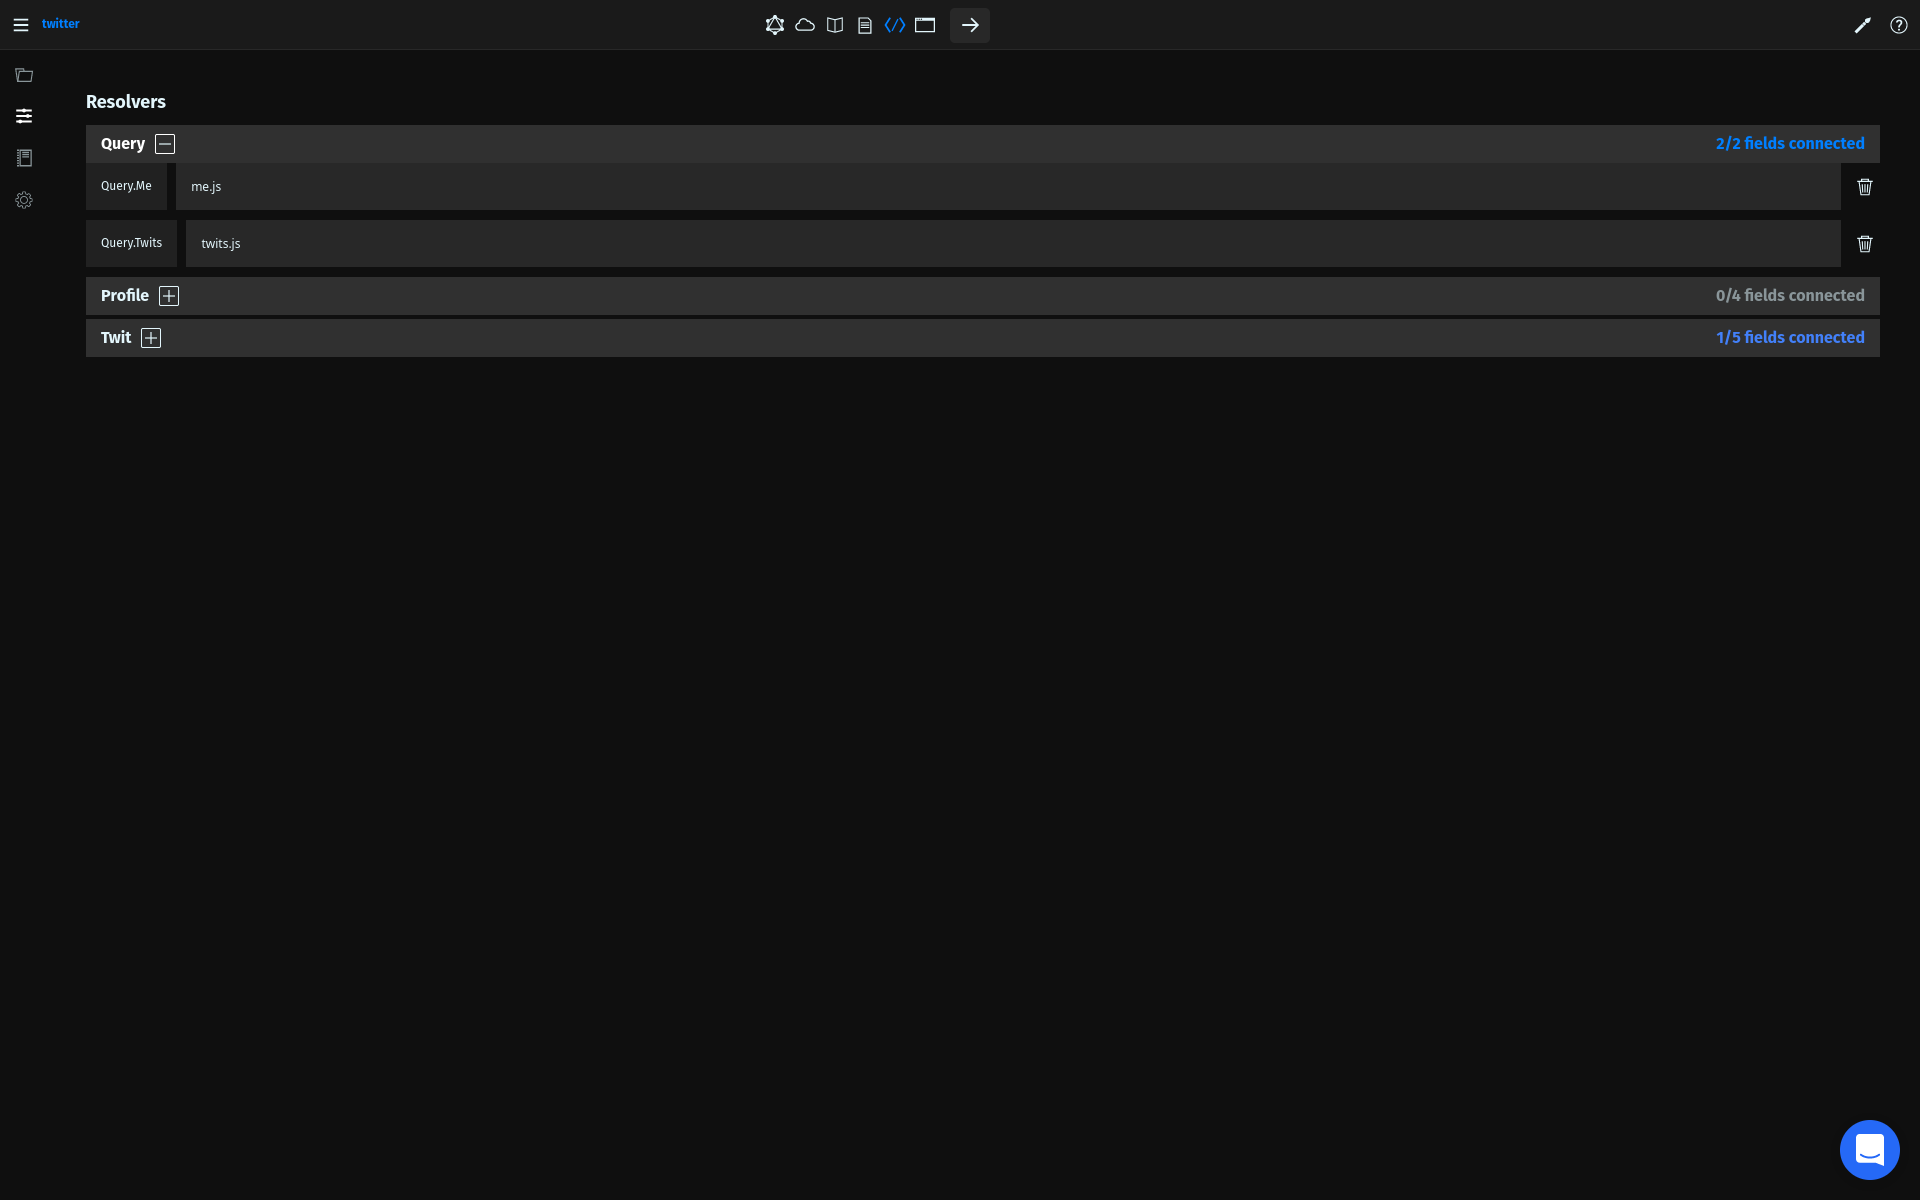 twitter
Resolvers
Query 2/2 fields connected
Query.Me me.js
Query.Twits twits.js
Profile 0/4 fields connected
Twit 1/5 fields connected